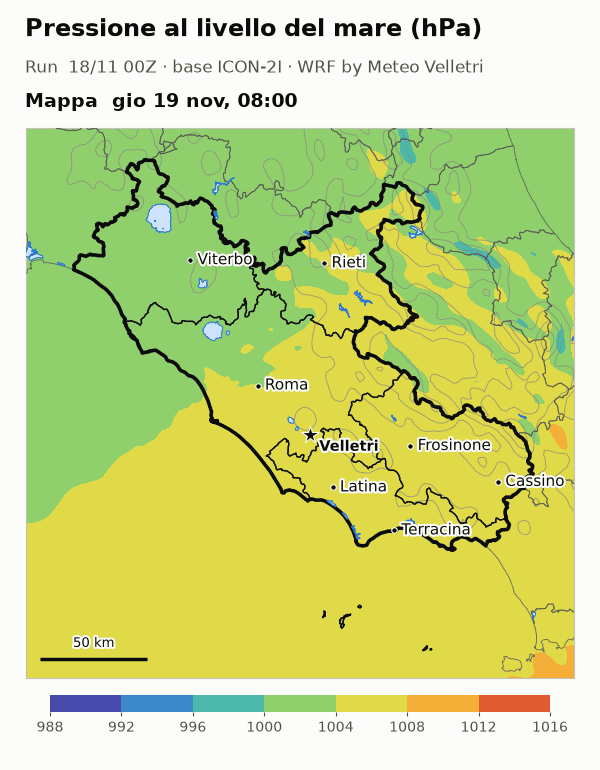 Pressione al livello del mare (hPa)
Run  18/11 00Z · base ICON-2I · WRF by Meteo Velletri
Mappa  gio 19 nov, 08:00
Viterbo
Rieti
Roma
Velletri
Frosinone
Cassino
Latina
Terracina
50 km
988 992 996 1000 1004 1008 1012 1016